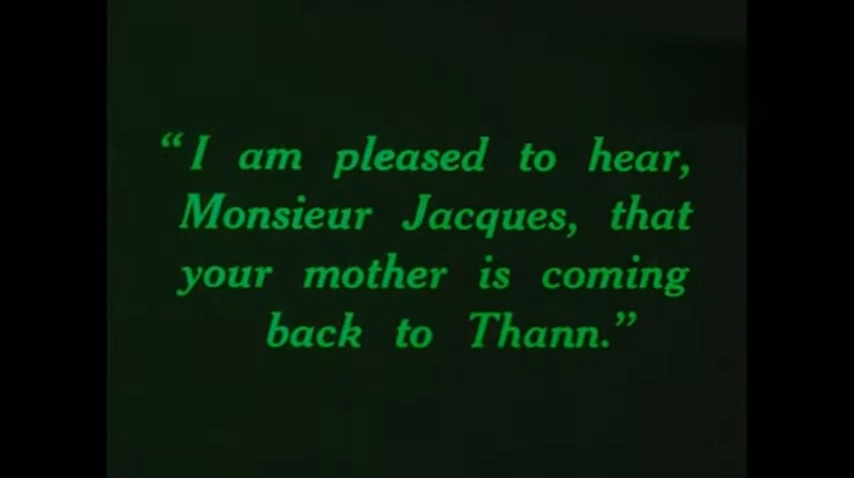 “I am pleased to hear,
Monsieur Jacques, that
your mother is coming
back to Thann.”